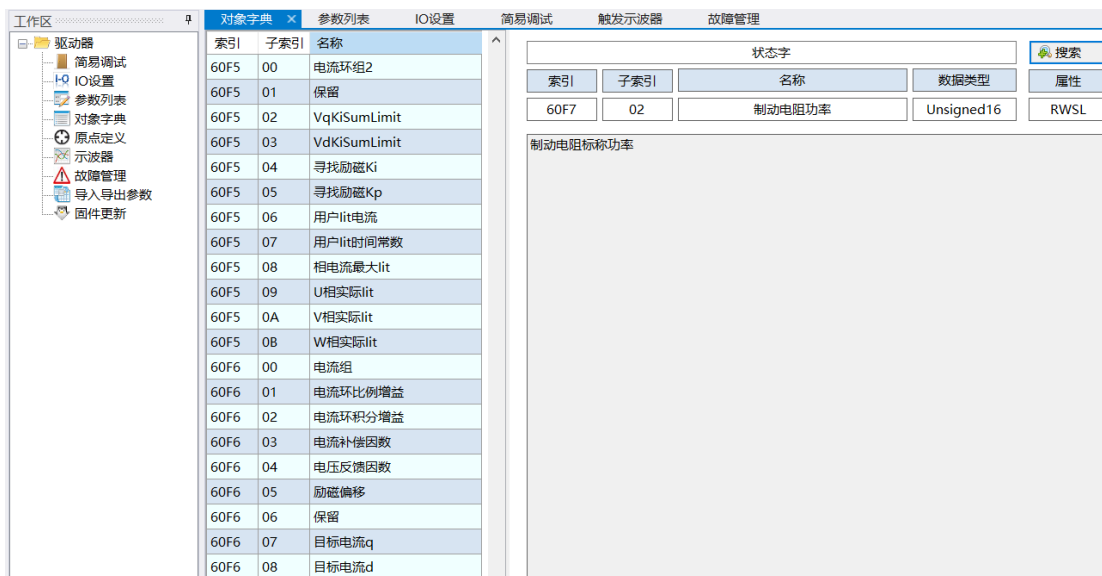 工作区
驱动器
简易调试
IO设置
参数列表
对象字典
原点定义
示波器
故障管理
导入导出参数
固件更新
对象字典 × 参数列表 IO设置 简易调试 触发示波器 故障管理
索引 子索引 名称
60F5 00 电流环组2
60F5 01 保留
60F5 02 VqKiSumLimit
60F5 03 VdKiSumLimit
60F5 04 寻找励磁Ki
60F5 05 寻找励磁Kp
60F5 06 用户Iit电流
60F5 07 用户Iit时间常数
60F5 08 相电流最大Iit
60F5 09 U相实际Iit
60F5 0A V相实际Iit
60F5 0B W相实际Iit
60F6 00 电流组
60F6 01 电流环比例增益
60F6 02 电流环积分增益
60F6 03 电流补偿因数
60F6 04 电压反馈因数
60F6 05 励磁偏移
60F6 06 保留
60F6 07 目标电流q
60F6 08 目标电流d
状态字 搜索
索引 子索引 名称 数据类型 属性
60F7 02 制动电阻功率 Unsigned16 RWSL
制动电阻标称功率